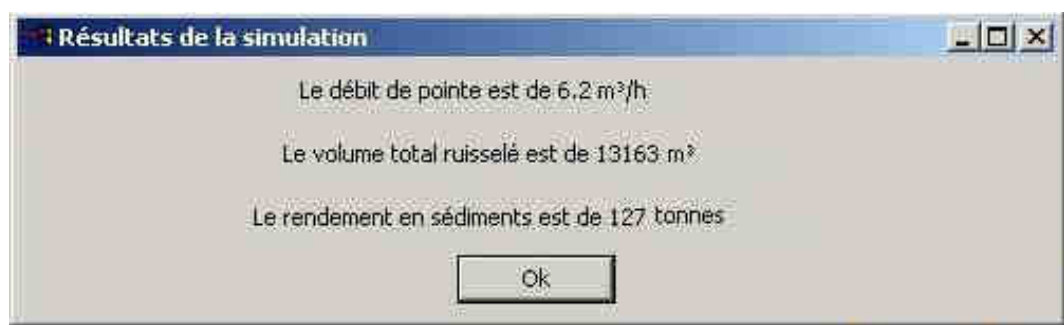 Résultats de la simulation
Le débit de pointe est de 6.2 m³/h
Le volume total ruisselé est de 13163 m³
Le rendement en sédiments est de 127 tonnes
Ok